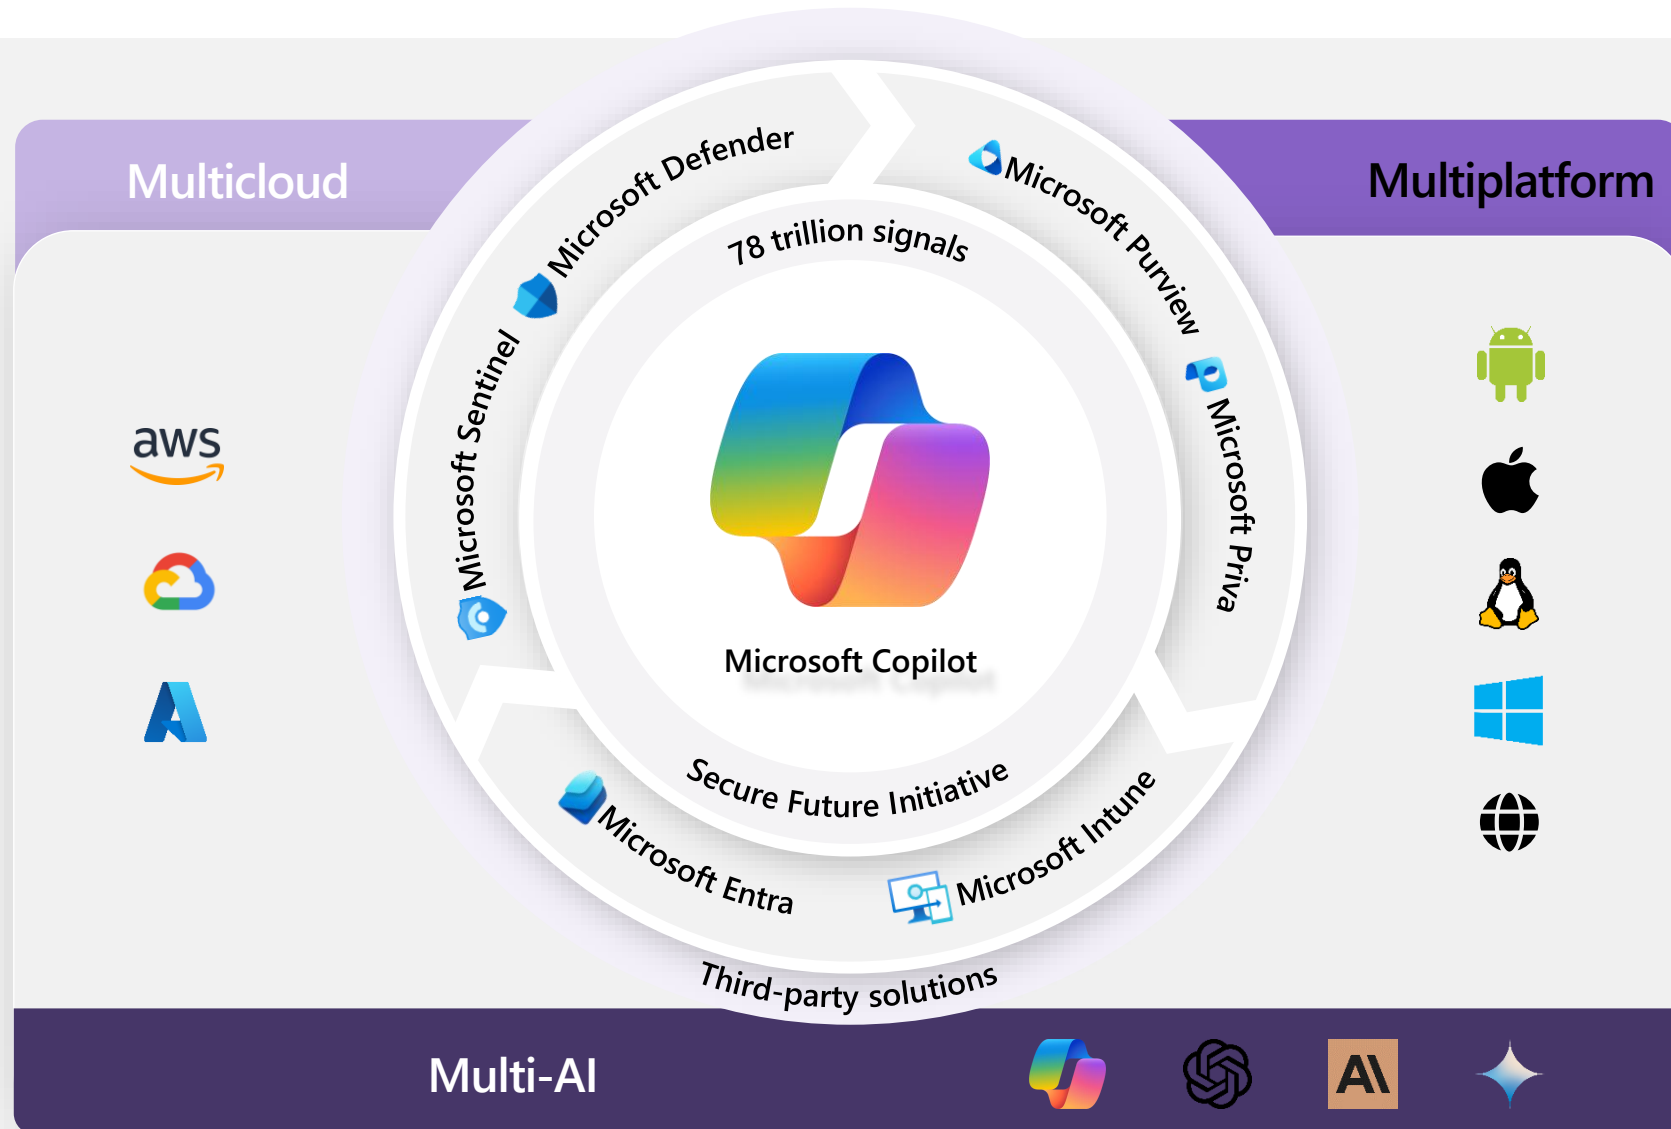 Multicloud
Multiplatform
Microsoft Defender
Microsoft Purview
78 trillion signals
Microsoft Sentinel
Microsoft Priva
aws
Microsoft Copilot
Secure Future Initiative
Microsoft Entra
Microsoft Intune
Third-party solutions
Multi-AI